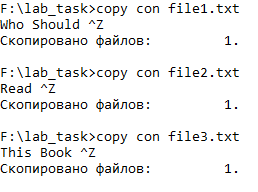 F:\lab_task>copy con file1.txt
Who Should ^Z
Скопировано файлов:         1.
F:\lab_task>copy con file2.txt
Read ^Z
Скопировано файлов:         1.
F:\lab_task>copy con file3.txt
This Book ^Z
Скопировано файлов:         1.